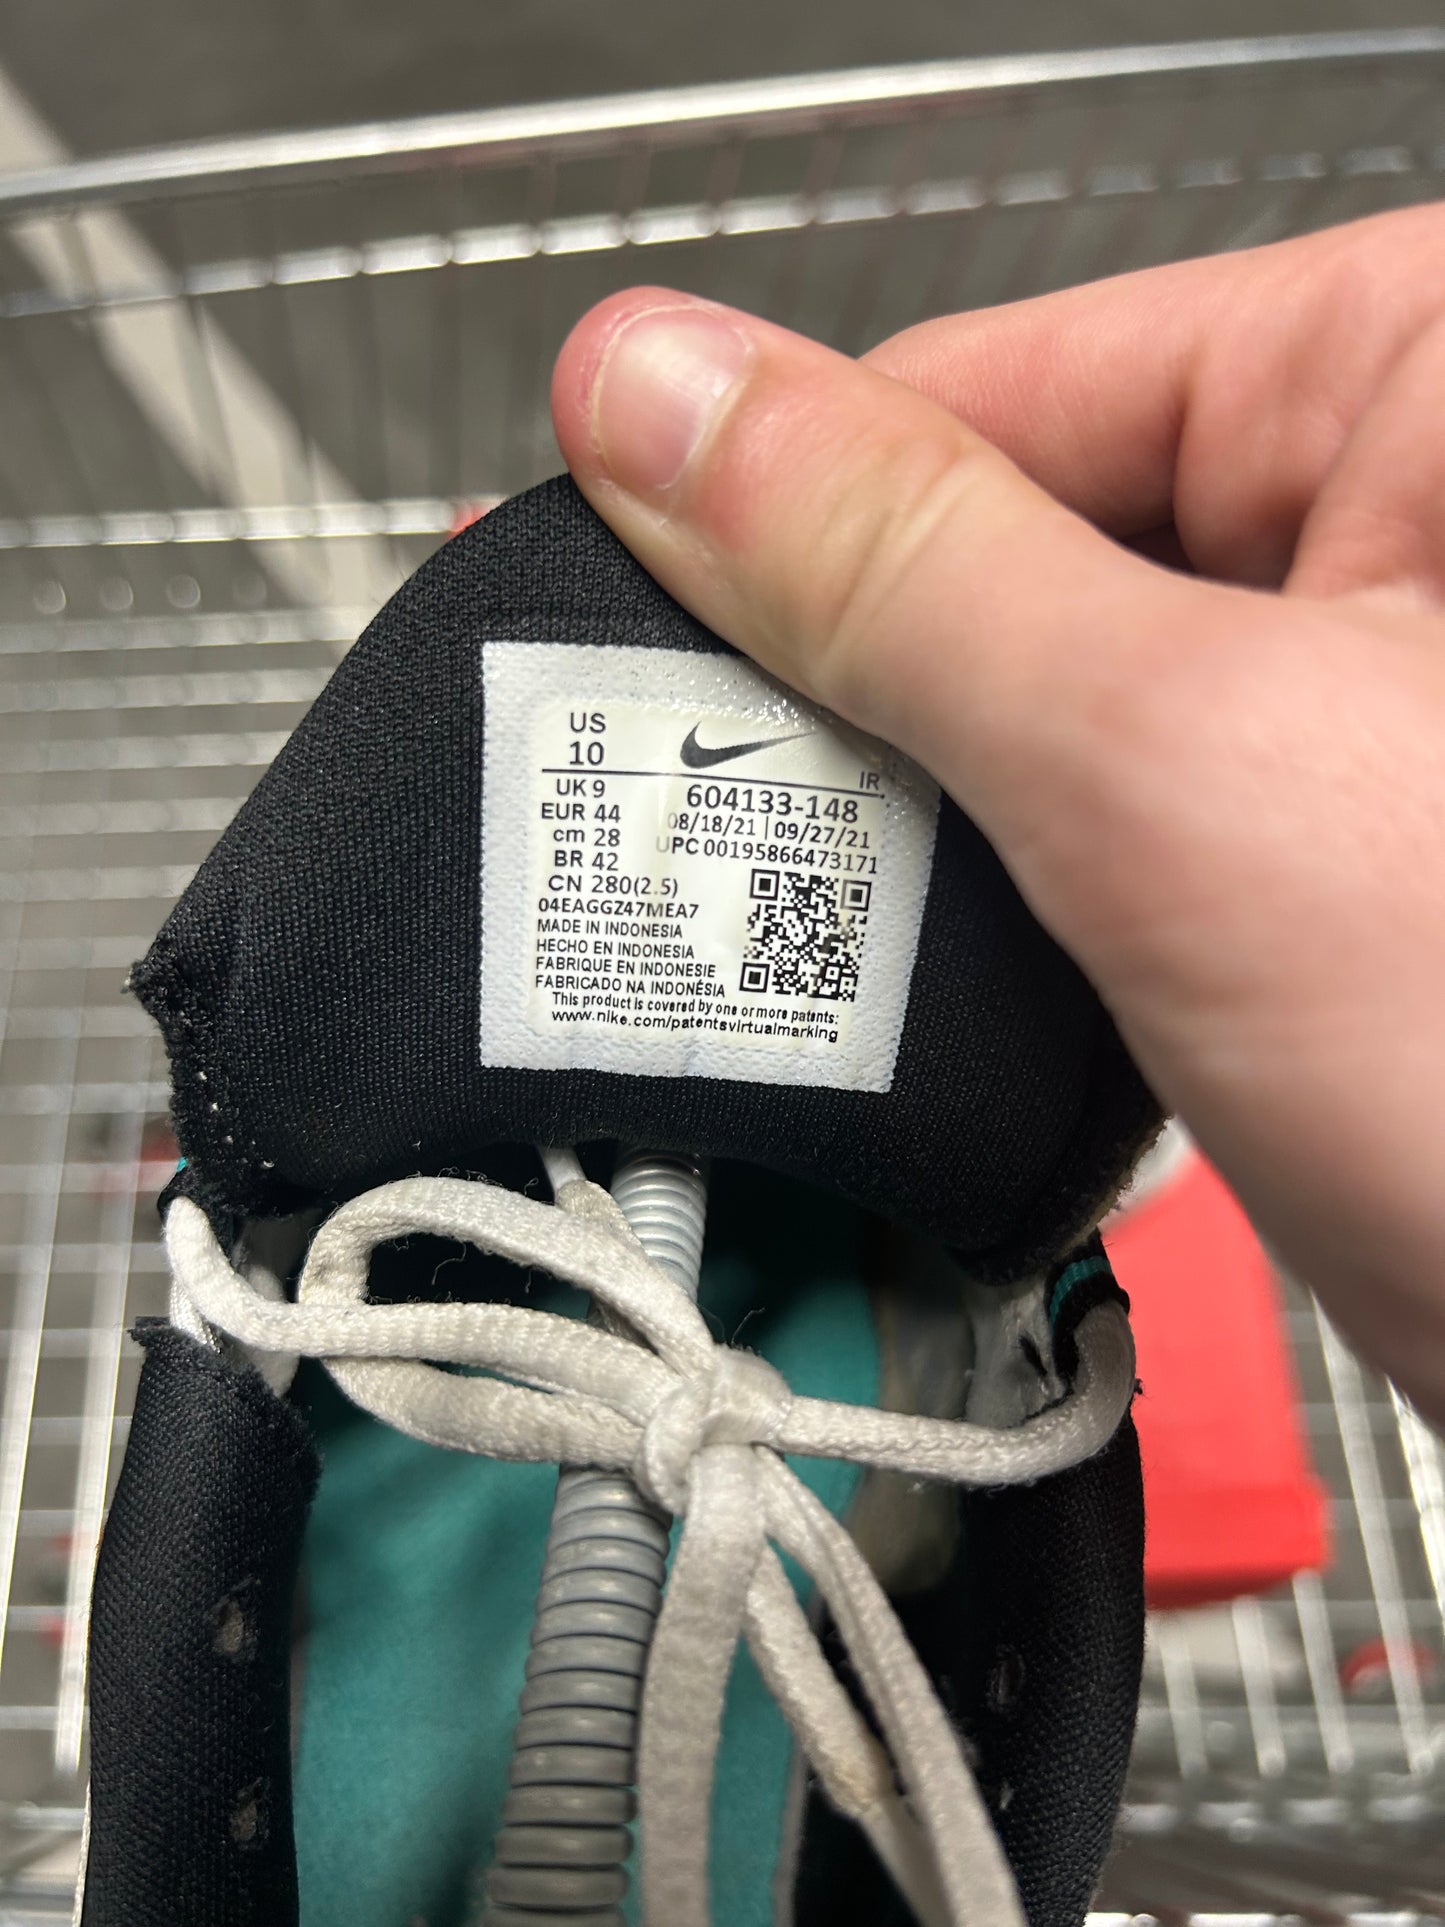 US
10
IR.
UK 9
604133-148
EUR 44
08/18/21 | 09/27/21
cm 28
UPC 00195866473171
BR 42
CN 280(2.5)
04EAGGZ47MEA7
MADE IN INDONESIA
HECHO EN INDONESIA
FABRIQUE EN INDONESIE
FABRICADO NA INDONÉSIA
This product is covered by one or more patents:
www.nike.com/patentsvirtualmarking